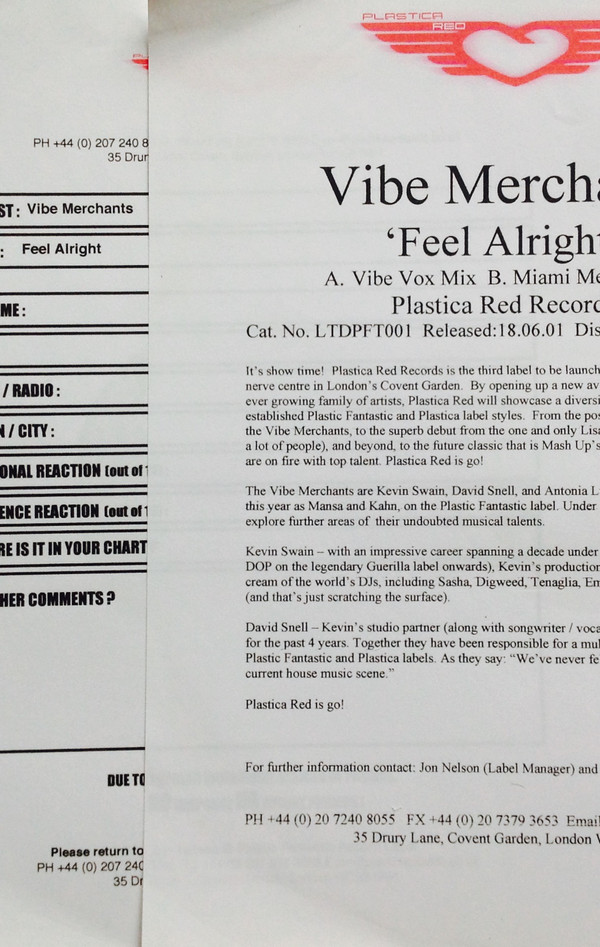 PH +44 (0) 207 240 8
35 Drur
ST: Vibe Merchants
: Feel Alright
ME:
/ RADIO:
N / CITY:
ONAL REACTION (out of 1
ENCE REACTION (out of 1
RE IS IT IN YOUR CHART
HER COMMENTS?
DUE TO
Please return to
PH +44 (0) 207 240
35 Dr
PLASTICA
RED
Vibe Mercha
‘Feel Alright
A. Vibe Vox Mix B. Miami Me
Plastica Red Recor
Cat. No. LTDPFT001 Released:18.06.01 Dis
It's show time! Plastica Red Records is the third label to be launch
nerve centre in London's Covent Garden. By opening up a new av
ever growing family of artists, Plastica Red will showcase a diversi
established Plastic Fantastic and Plastica label styles. From the pos
the Vibe Merchants, to the superb debut from the one and only Lisa
a lot of people), and beyond, to the future classic that is Mash Up's
are on fire with top talent. Plastica Red is go!
The Vibe Merchants are Kevin Swain, David Snell, and Antonia L
this year as Mansa and Kahn, on the Plastic Fantastic label. Under
explore further areas of their undoubted musical talents.
Kevin Swain – with an impressive career spanning a decade under
DOP on the legendary Guerilla label onwards), Kevin's production
cream of the world's DJs, including Sasha, Digweed, Tenaglia, Em
(and that's just scratching the surface).
David Snell – Kevin's studio partner (along with songwriter / voca
for the past 4 years. Together they have been responsible for a mul
Plastic Fantastic and Plastica labels. As they say: “We've never fe
current house music scene.”
Plastica Red is go!
For further information contact: Jon Nelson (Label Manager) and
PH +44 (0) 20 7240 8055 FX +44 (0) 20 7379 3653 Email
35 Drury Lane, Covent Garden, London W